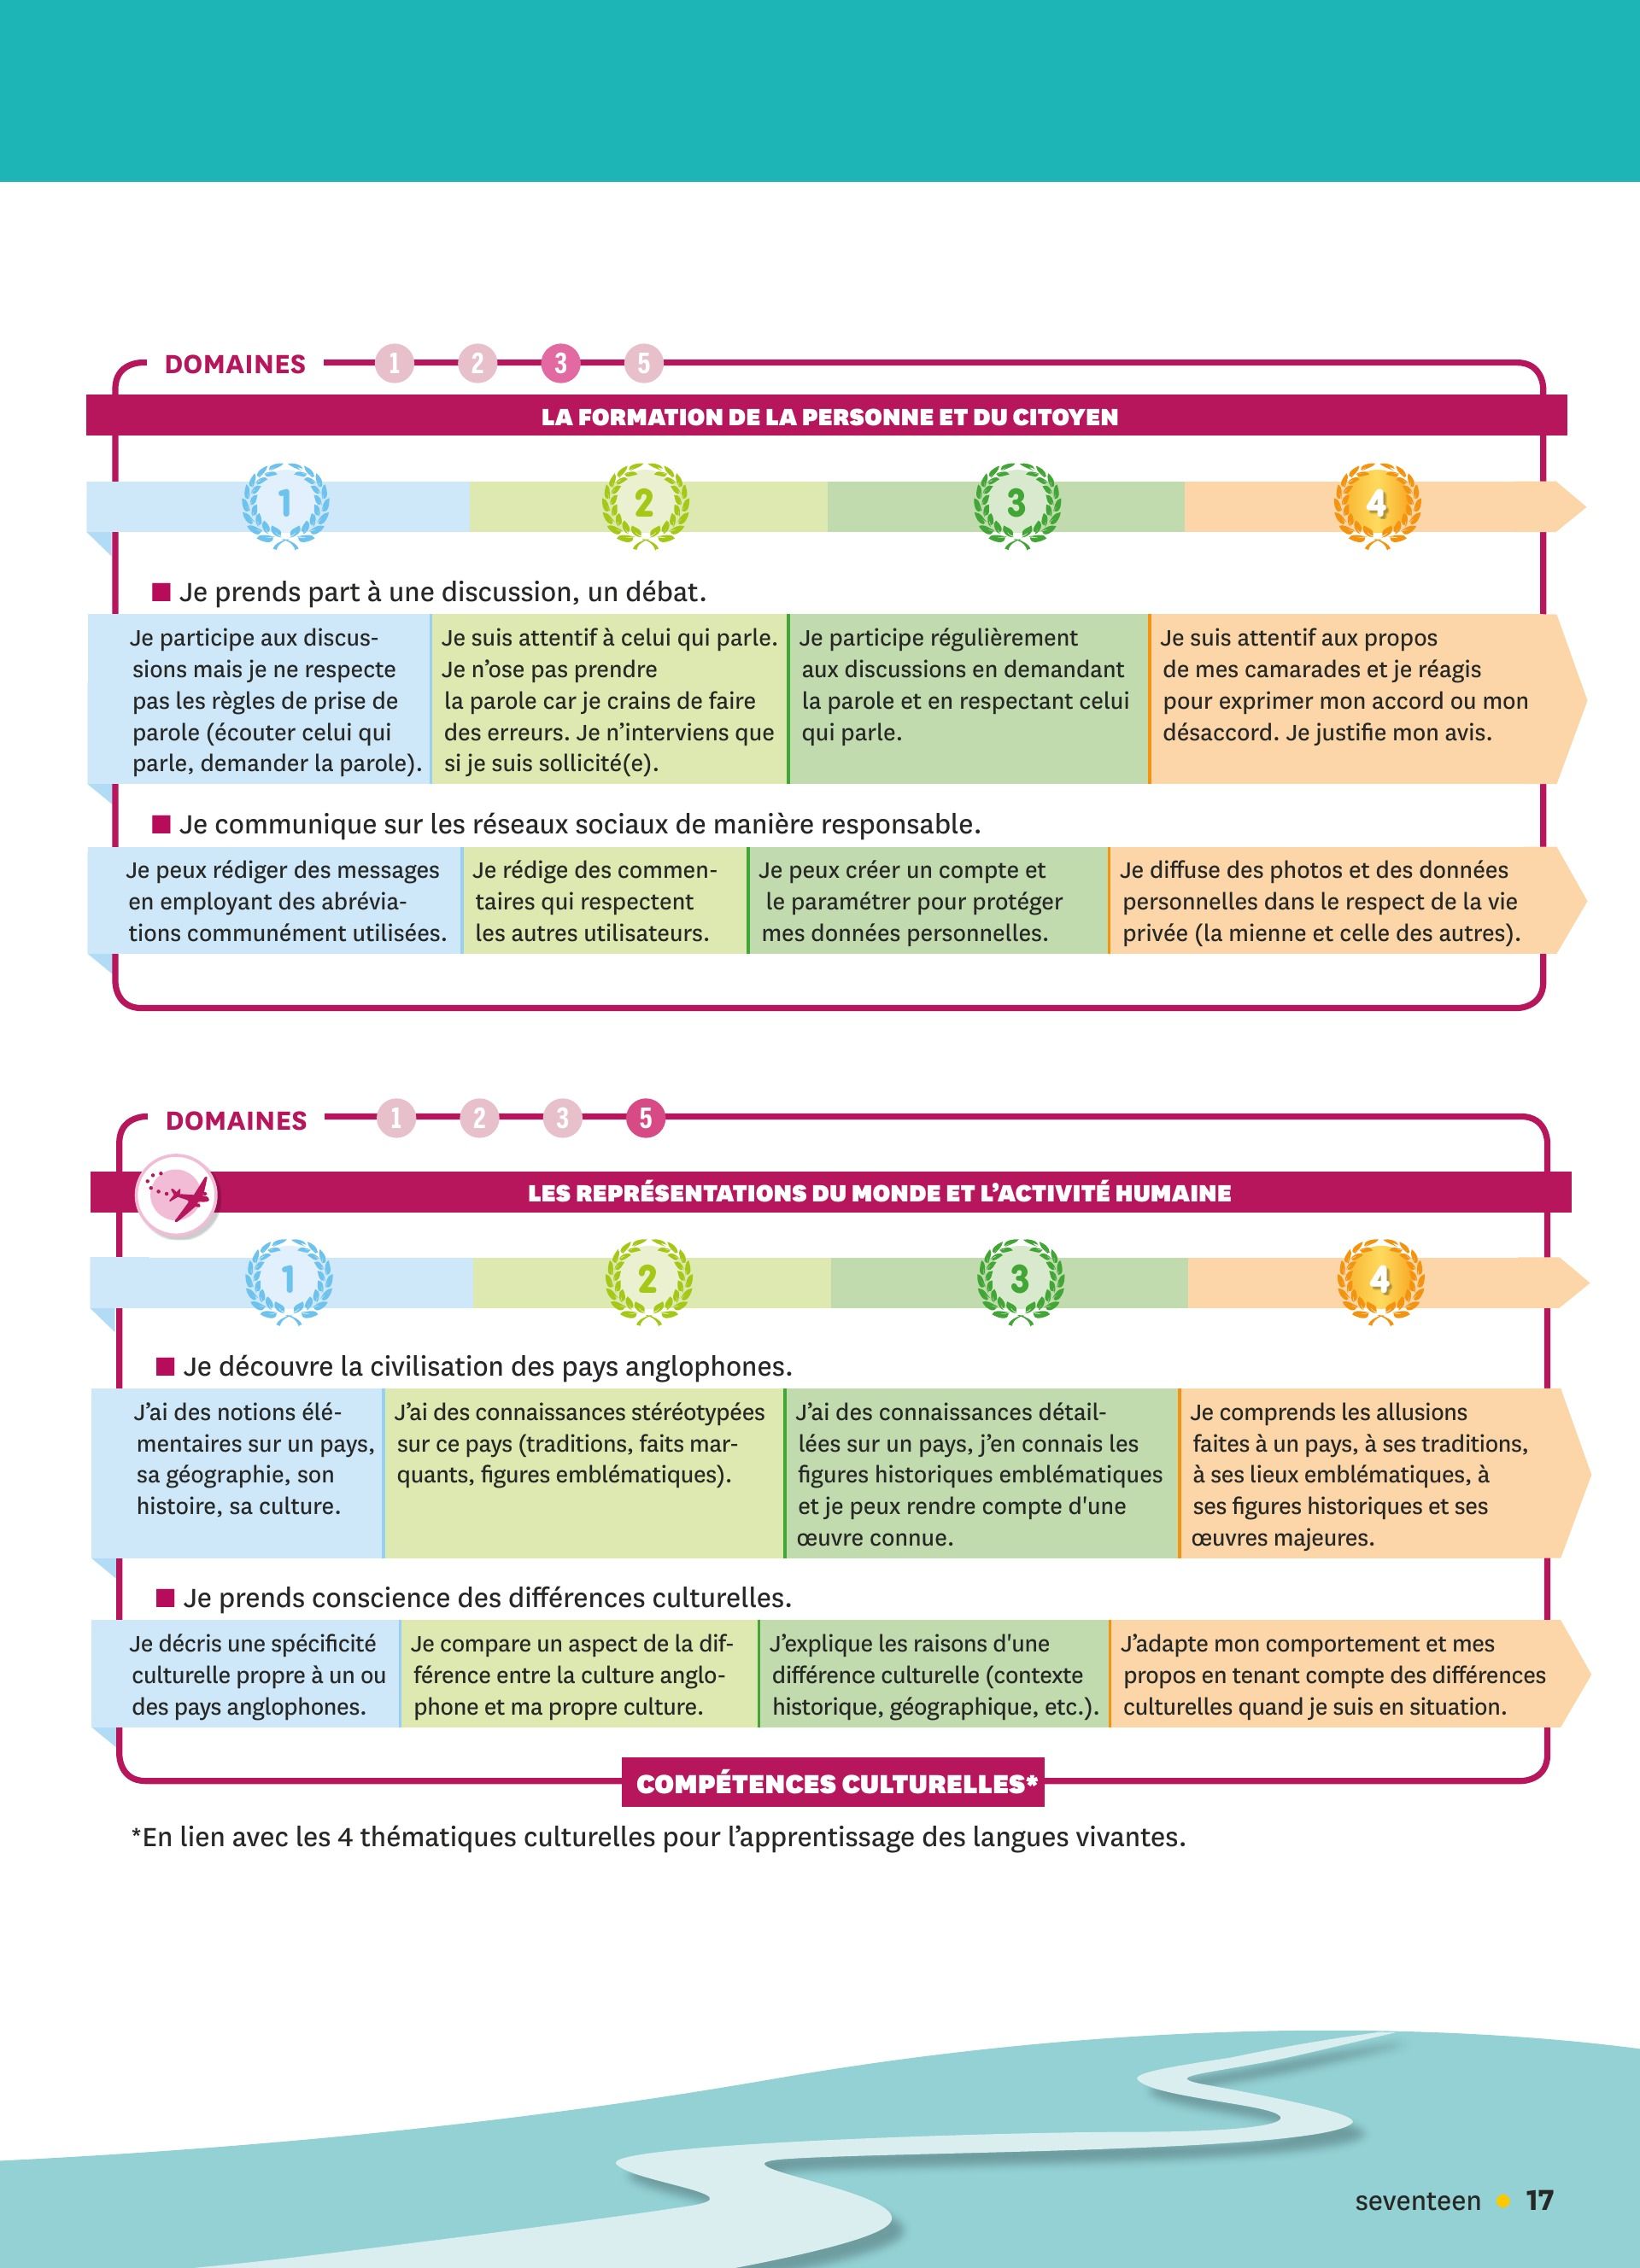 DOMAINES 1 2 3 5
LA FORMATION DE LA PERSONNE ET DU CITOYEN
1 2 3 4
Je prends part à une discussion, un débat.
Je participe aux discus-
sions mais je ne respecte
pas les règles de prise de
parole (écouter celui qui
parle, demander la parole).
Je suis attentif à celui qui parle.
Je n’ose pas prendre
la parole car je crains de faire
des erreurs. Je n’interviens que
si je suis sollicité(e).
Je participe régulièrement
aux discussions en demandant
la parole et en respectant celui
qui parle.
Je suis attentif aux propos
de mes camarades et je réagis
pour exprimer mon accord ou mon
désaccord. Je justifie mon avis.
Je communique sur les réseaux sociaux de manière responsable.
Je peux rédiger des messages
en employant des abrévia-
tions communément utilisées.
Je rédige des commen-
taires qui respectent
les autres utilisateurs.
Je peux créer un compte et
le paramétrer pour protéger
mes données personnelles.
Je diffuse des photos et des données
personnelles dans le respect de la vie
privée (la mienne et celle des autres).
DOMAINES 1 2 3 5
LES REPRÉSENTATIONS DU MONDE ET L’ACTIVITÉ HUMAINE
1 2 3 4
Je découvre la civilisation des pays anglophones.
J’ai des notions élé-
mentaires sur un pays,
sa géographie, son
histoire, sa culture.
J’ai des connaissances stéréotypées
sur ce pays (traditions, faits mar-
quants, figures emblématiques).
J’ai des connaissances détail-
lées sur un pays, j’en connais les
figures historiques emblématiques
et je peux rendre compte d'une
œuvre connue.
Je comprends les allusions
faites à un pays, à ses traditions,
à ses lieux emblématiques, à
ses figures historiques et ses
œuvres majeures.
Je prends conscience des différences culturelles.
Je décris une spécificité
culturelle propre à un ou
des pays anglophones.
Je compare un aspect de la dif-
férence entre la culture anglo-
phone et ma propre culture.
J’explique les raisons d'une
différence culturelle (contexte
historique, géographique, etc.).
J’adapte mon comportement et mes
propos en tenant compte des différences
culturelles quand je suis en situation.
COMPÉTENCES CULTURELLES*
*En lien avec les 4 thématiques culturelles pour l’apprentissage des langues vivantes.
seventeen • 17